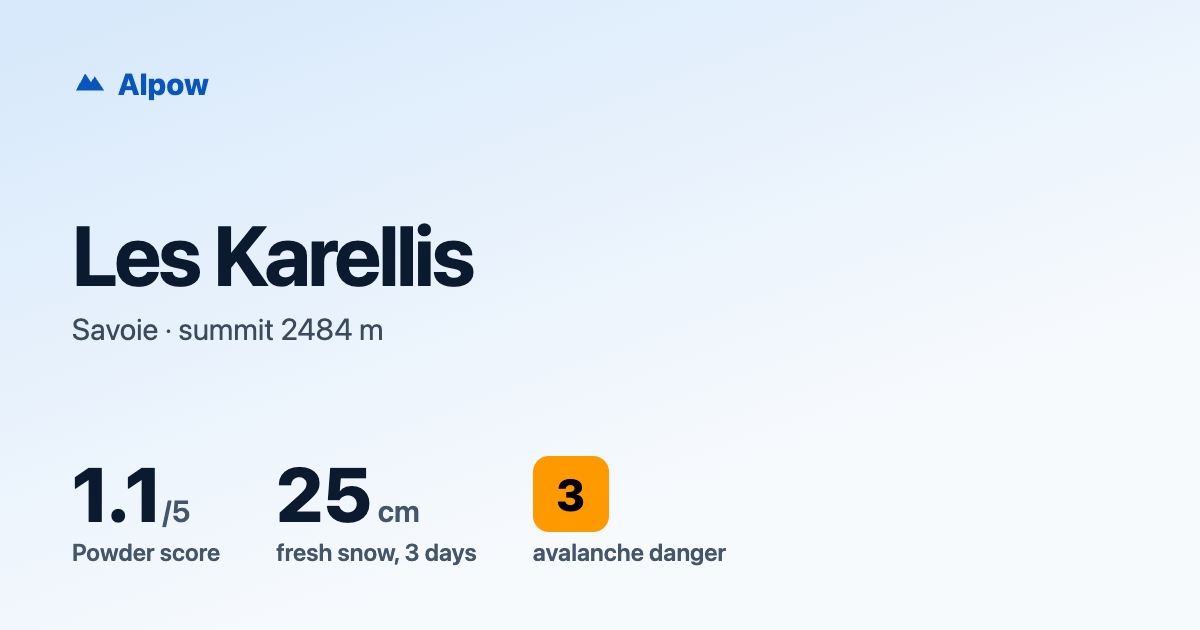 Alpow
Les Karellis
Savoie · summit 2484 m
1.1/5
Powder score
25 cm
fresh snow, 3 days
3
avalanche danger